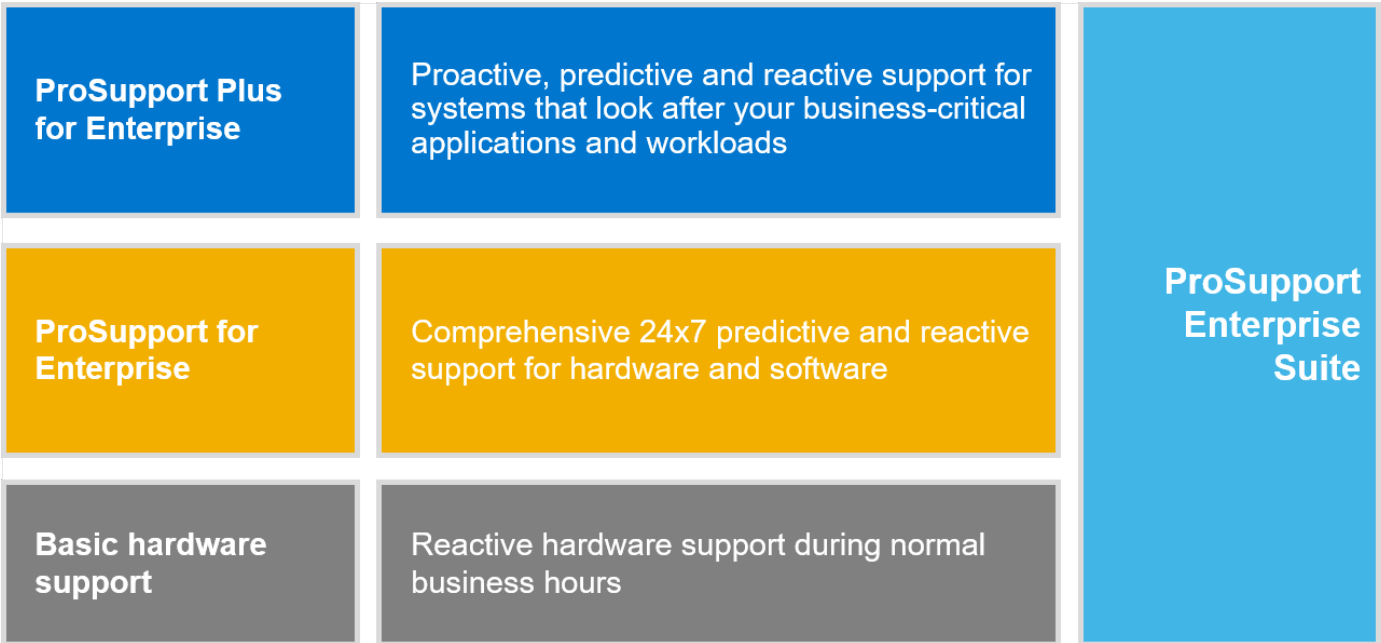 ProSupport Plus
for Enterprise
Proactive, predictive and reactive support for
systems that look after your business-critical
applications and workloads
ProSupport for
Enterprise
Comprehensive 24x7 predictive and reactive
support for hardware and software
Basic hardware
support
Reactive hardware support during normal
business hours
ProSupport
Enterprise
Suite